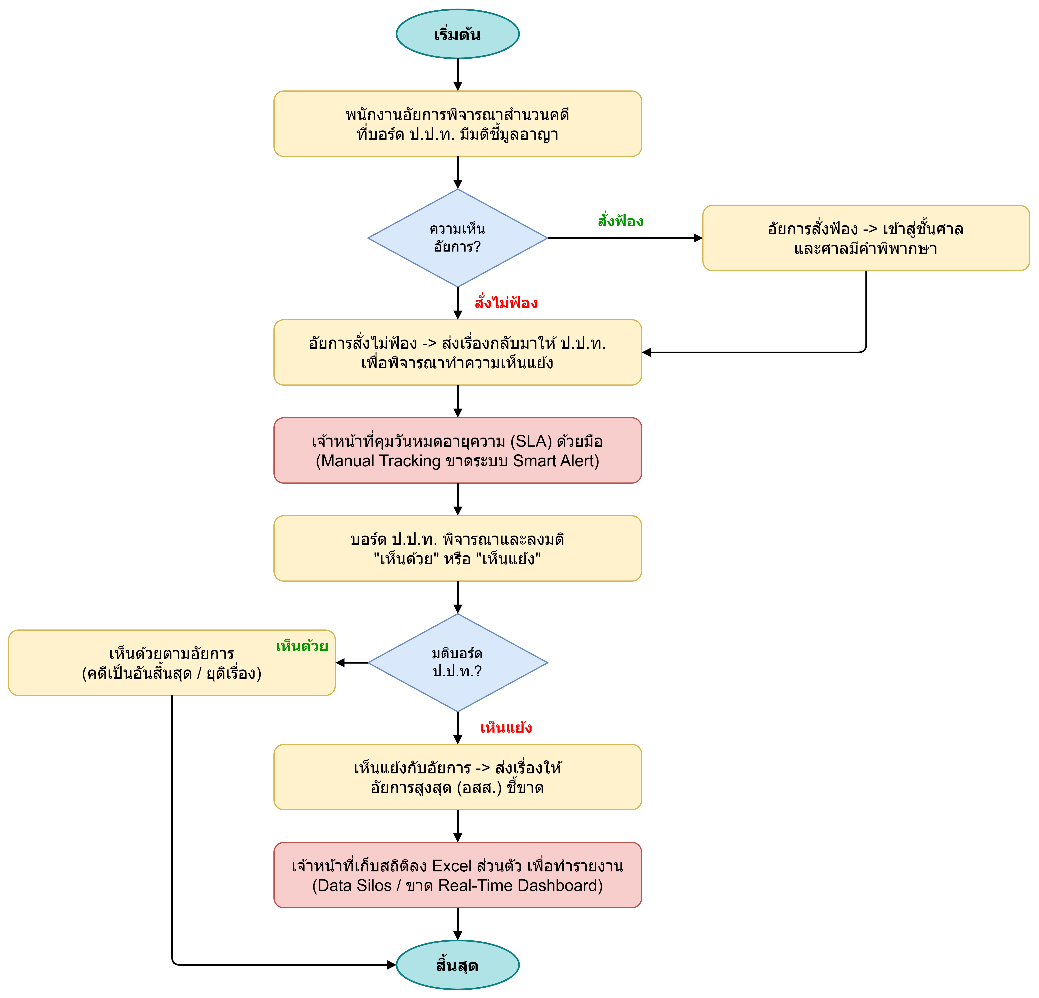 เริ่มต้น
พนักงานอัยการพิจารณาสำนวนคดี
ที่บอร์ด ป.ป.ท. มีมติชี้มูลอาญา
ความเห็น
อัยการ?
สั่งฟ้อง
อัยการสั่งฟ้อง -> เข้าสู่ชั้นศาล
และศาลมีคำพิพากษา
สั่งไม่ฟ้อง
อัยการสั่งไม่ฟ้อง -> ส่งเรื่องกลับมาให้ ป.ป.ท.
เพื่อพิจารณาทำความเห็นแย้ง
เจ้าหน้าที่คุมวันหมดอายุความ (SLA) ด้วยมือ
(Manual Tracking ขาดระบบ Smart Alert)
บอร์ด ป.ป.ท. พิจารณาและลงมติ
"เห็นด้วย" หรือ "เห็นแย้ง"
มติบอร์ด
ป.ป.ท.?
เห็นด้วย
เห็นด้วยตามอัยการ
(คดีเป็นอันสิ้นสุด / ยุติเรื่อง)
เห็นแย้ง
เห็นแย้งกับอัยการ -> ส่งเรื่องให้
อัยการสูงสุด (อสส.) ชี้ขาด
เจ้าหน้าที่เก็บสถิติลง Excel ส่วนตัว เพื่อทำรายงาน
(Data Silos / ขาด Real-Time Dashboard)
สิ้นสุด